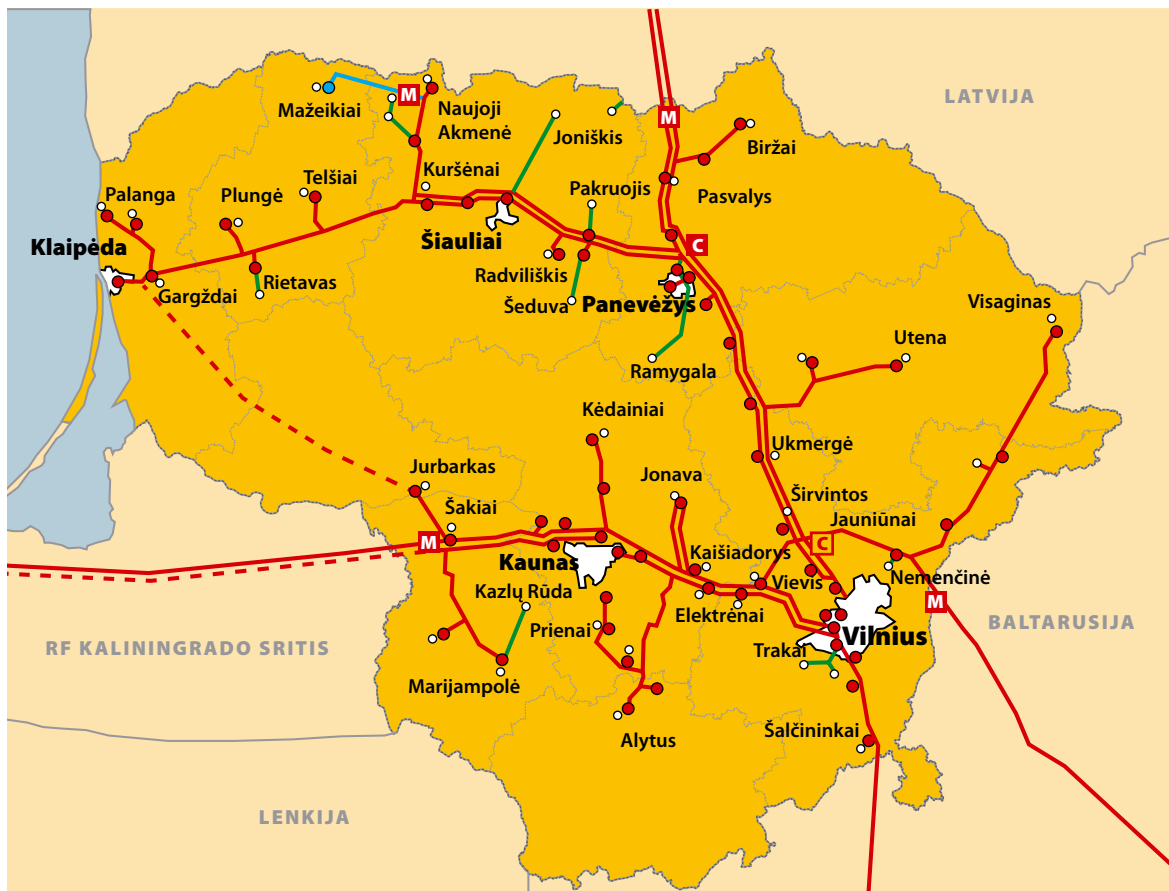 LATVIJA
M
M
Mažeikiai
Naujoji
Akmenė
Joniškis
Biržai
Kuršėnai
Telšiai
Plungė
Palanga
Pakruojis
Pasvalys
Klaipėda
Šiauliai
C
Radviliškis
Rietavas
Gargždai
Šeduva
Panevėžys
Visaginas
Utena
Ramygala
Kėdainiai
Ukmergė
Jurbarkas
Jonava
Širvintos
Šakiai
Jauniūnai
M
C
Kaunas
Kaišiadorys
Vievis
Nemenčinė
Kazlų Rūda
Elektrėnai
M
Prienai
Vilnius
BALTARUSIJA
RF KALININGRADO SRITIS
Trakai
Marijampolė
Alytus
Šalčininkai
LENKIJA